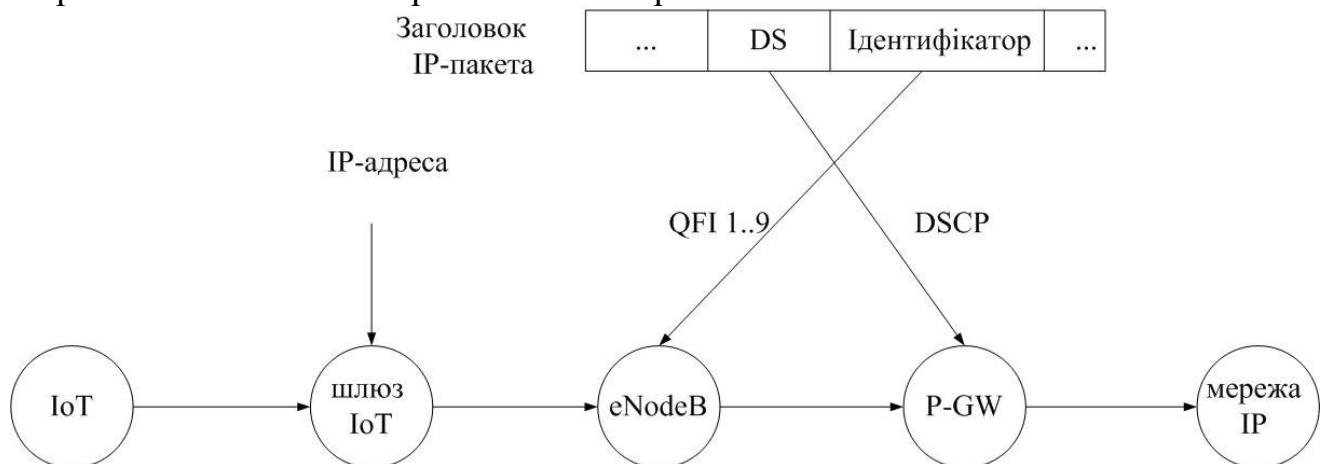 Заголовок
IP-пакета
... DS Ідентифікатор ...
IP-адреса
QFI 1..9 DSCP
IoT
шлюз
IoT
eNodeB
P-GW
мережа
IP